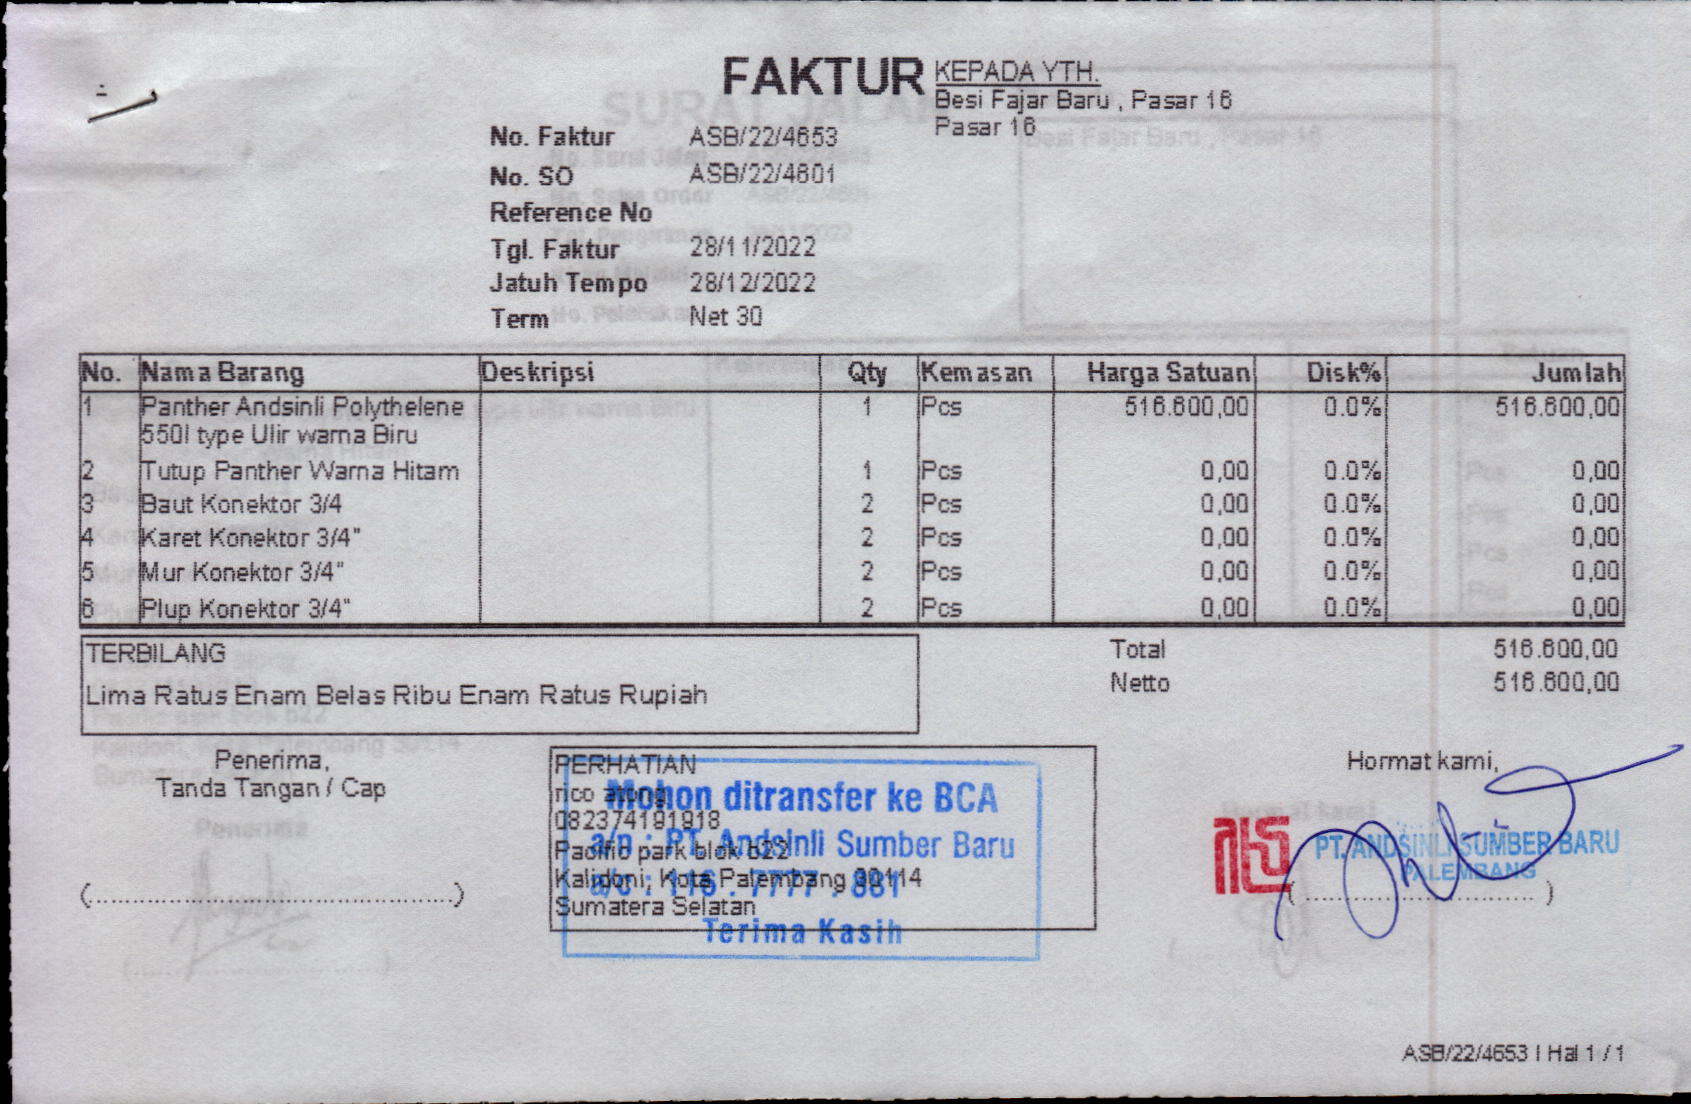 FAKTUR
KEPADA YTH.
Besi Fajar Baru , Pasar 16
Pasar 16
No. Faktur ASB/22/4653
No. SO ASB/22/4601
Reference No
Tgl. Faktur 28/11/2022
Jatuh Tempo 28/12/2022
Term Net 30
No. Nama Barang Deskripsi Qty Kemasan Harga Satuan Disk% Jumlah
1 Panther Andsinli Polythelene 1 Pcs 516.600,00 0.0% 516.600,00
550l type Ulir warna Biru
2 Tutup Panther Warna Hitam 1 Pcs 0,00 0.0% 0,00
3 Baut Konektor 3/4 2 Pcs 0,00 0.0% 0,00
4 Karet Konektor 3/4" 2 Pcs 0,00 0.0% 0,00
5 Mur Konektor 3/4" 2 Pcs 0,00 0.0% 0,00
6 Plup Konektor 3/4" 2 Pcs 0,00 0.0% 0,00
TERBILANG
Lima Ratus Enam Belas Ribu Enam Ratus Rupiah
Total 516.600,00
Netto 516.600,00
Penerima,
Tanda Tangan / Cap
(....................................................)
PERHATIAN
rico
082374191918
Pacific park blok b22
Kalidoni, Kota Palembang 30114
Sumatera Selatan
Mohon ditransfer ke BCA
a/n : PT. Andsinli Sumber Baru
a/c : 116 . 7777 . 881
Terima Kasih
Hormat kami,
PT. ANDSINLI SUMBER BARU
PALEMBANG
(.................................)
ASB/22/4653 | Hal 1 / 1